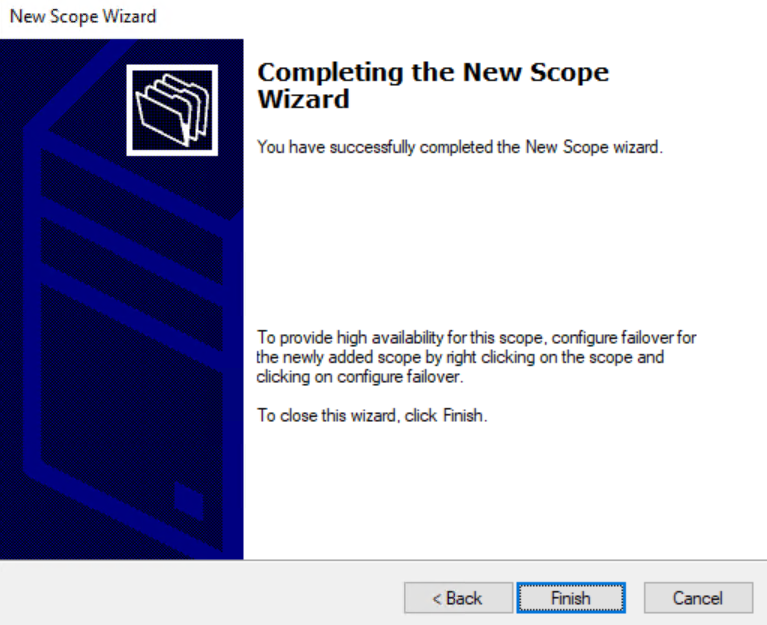 New Scope Wizard
Completing the New Scope
Wizard
You have successfully completed the New Scope wizard.
To provide high availability for this scope, configure failover for
the newly added scope by right clicking on the scope and
clicking on configure failover.
To close this wizard, click Finish.
< Back
Finish
Cancel